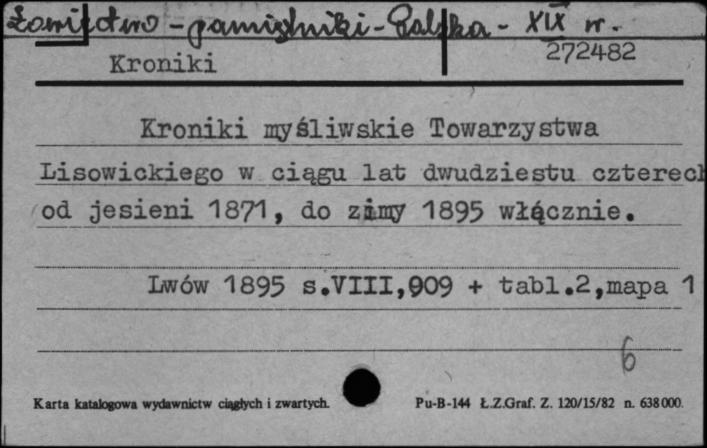 Łowiectwo - pamiętniki - Polska - XIX w.
272482
Kroniki
Kroniki myśliwskie Towarzystwa
Lisowickiego w ciągu lat dwudziestu czterech
od jesieni 1871, do zimy 1895 włącznie.
Lwów 1895 s.VIII,909 + tabl.2,mapa 1
6
Karta katalogowa wydawnictw ciągłych i zwartych. Pu-B-144 Ł.Z.Graf. Z. 120/15/82 n. 638000.